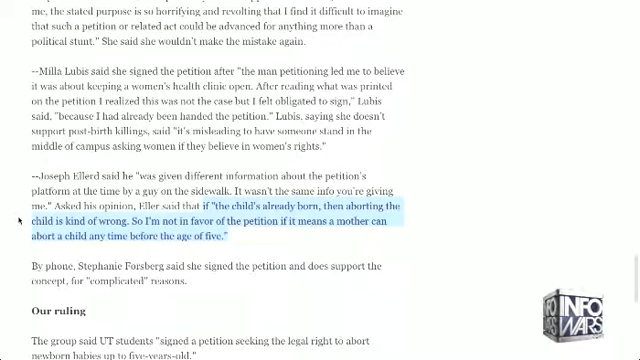 me, the stated purpose is so horrifying and revolting that I find it difficult to imagine
that such a petition or related act could be advanced for anything more than a
political stunt." She said she wouldn't make the mistake again.
--Milla Lubis said she signed the petition after "the man petitioning led me to believe
it was about keeping a women's health clinic open. After reading what was printed
on the petition I realized this was not the case but I felt obligated to sign," Lubis
said, "because I had already been handed the petition." Lubis, saying she doesn't
support post-birth killings, said "it's misleading to have someone stand in the
middle of campus asking women if they believe in women's rights."
--Joseph Ellerd said he "was given different information about the petition's
platform at the time by a guy on the sidewalk. It wasn't the same info you're giving
me." Asked his opinion, Eller said that if "the child's already born, then aborting the
child is kind of wrong. So I'm not in favor of the petition if it means a mother can
abort a child any time before the age of five."
By phone, Stephanie Forsberg said she signed the petition and does support the
concept, for "complicated" reasons.
Our ruling
The group said UT students "signed a petition seeking the legal right to abort
newborn babies up to five-years-old."
INFO
WARS